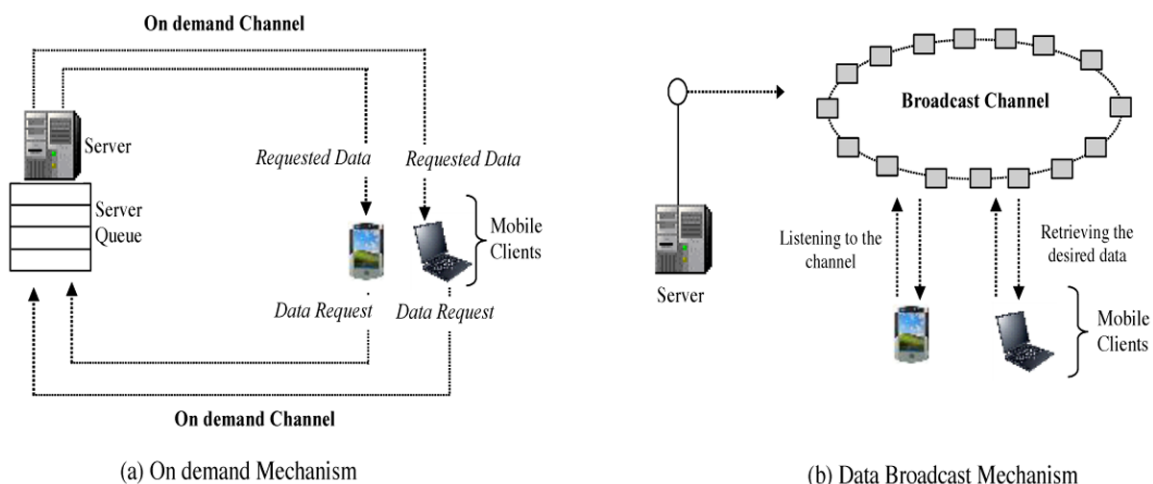 On demand Channel
Server
Requested Data
Requested Data
Server
Queue
Mobile
Clients
Data Request
Data Request
On demand Channel
(a) On demand Mechanism
Broadcast Channel
Listening to the
channel
Retrieving the
desired data
Server
Mobile
Clients
(b) Data Broadcast Mechanism